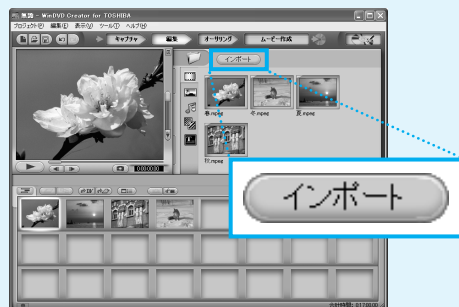 無題 - WinDVD Creator for TOSHIBA
プロジェクト(P) 編集(E) 表示(V) ツール(T) ヘルプ(H)
キャプチャ 編集 オーサリング ムービー作成
インポート
春.mpeg 冬.mpeg 夏.mpeg
秋.mpeg
インポート